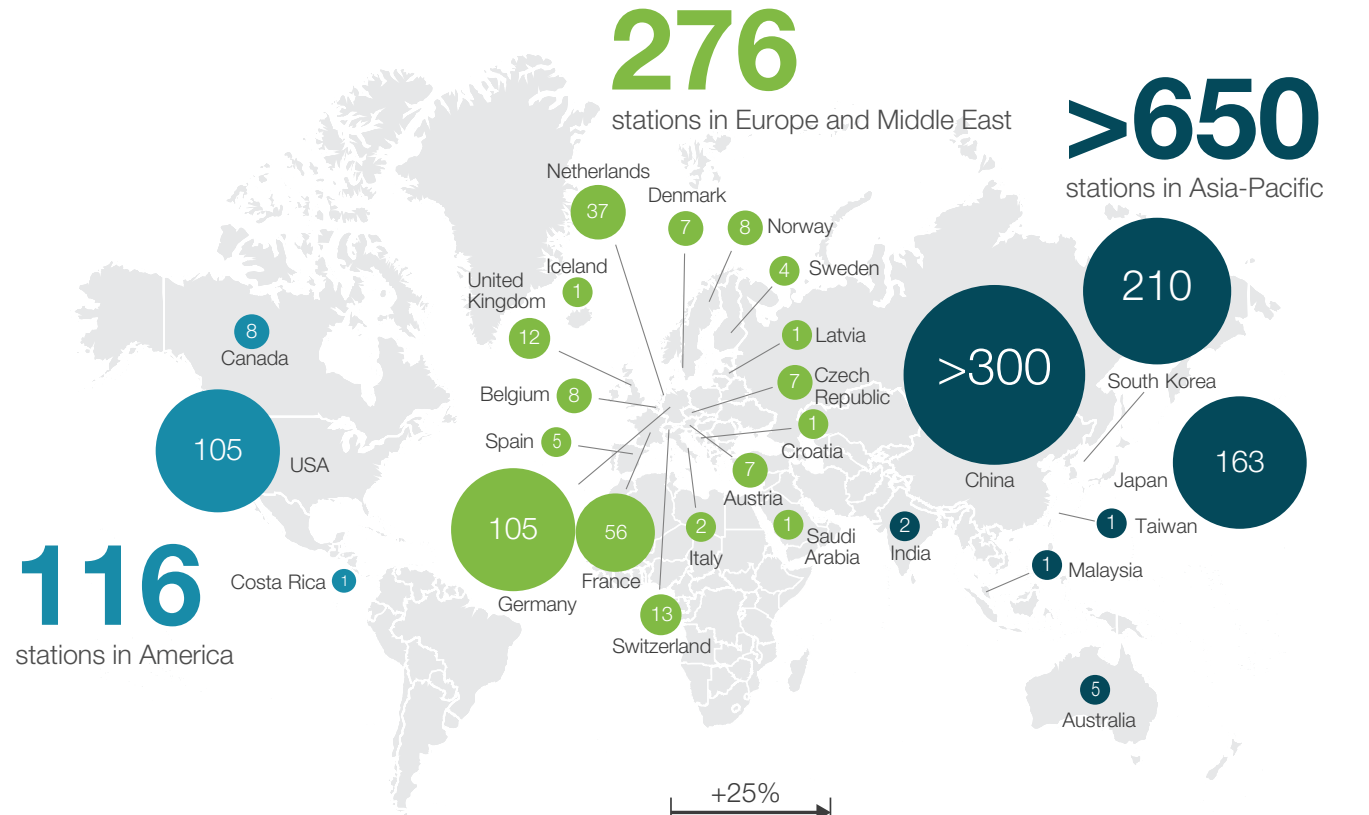 276
stations in Europe and Middle East
>650
stations in Asia-Pacific
Netherlands
37
Denmark
7
8 Norway
4 Sweden
Iceland
1
United
Kingdom
12
1 Latvia
7 Czech
Republic
Belgium 8
1
Croatia
Spain 5
7
Austria
105
Germany
56
France
2
Italy
1 Saudi
Arabia
13
Switzerland
8
Canada
105
USA
116
stations in America
Costa Rica 1
>300
China
210
South Korea
163
Japan
1 Taiwan
2
India
1 Malaysia
5
Australia
+25%